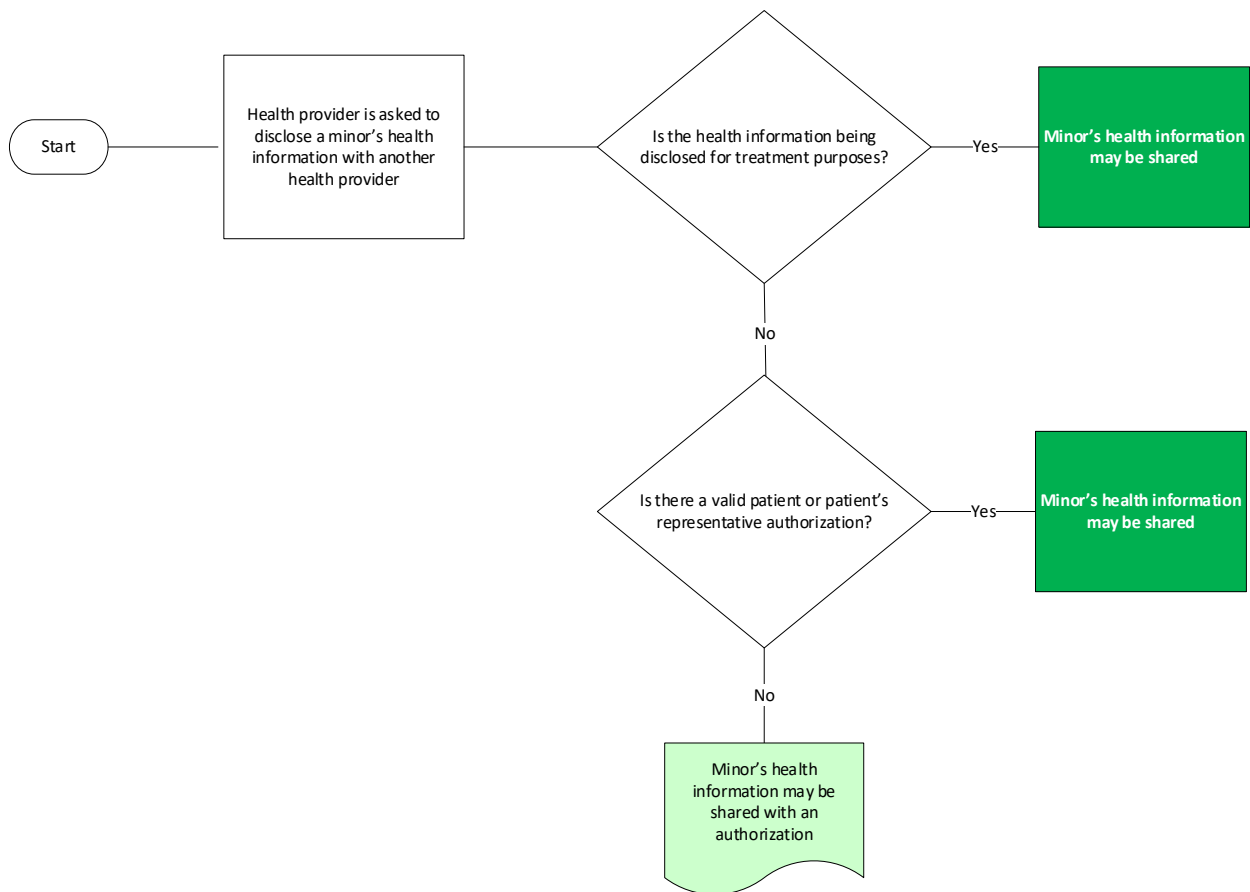 Start
Health provider is asked to
disclose a minor's health
information with another
health provider
Is the health information being
disclosed for treatment purposes?
Yes
Minor's health information
may be shared
No
Is there a valid patient or patient's
representative authorization?
Yes
Minor's health information
may be shared
No
Minor's health
information may be
shared with an
authorization